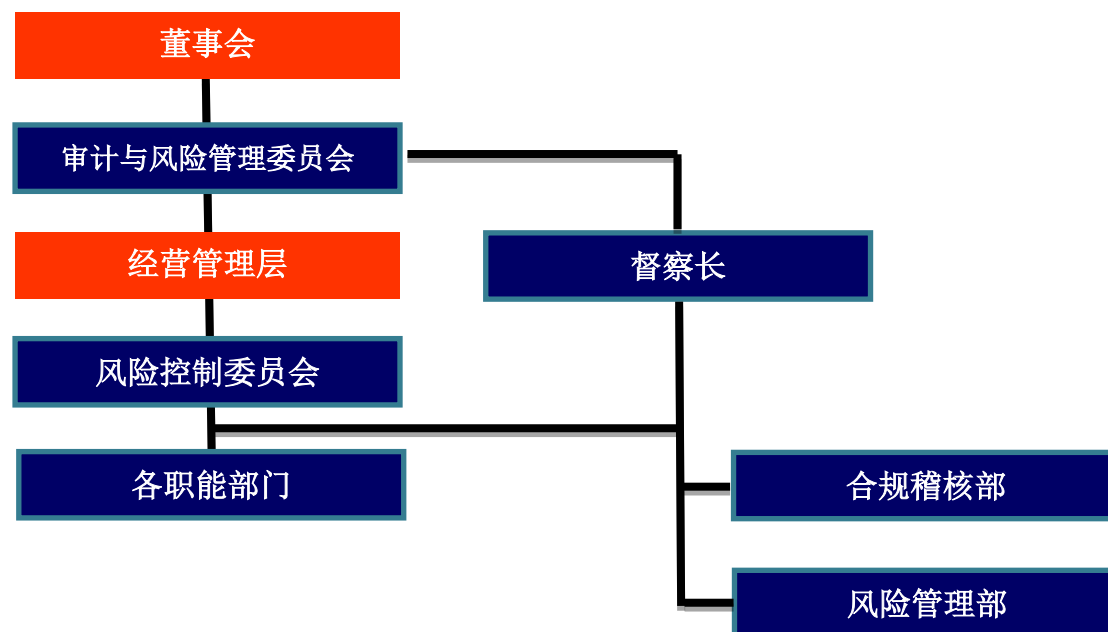 董事会
审计与风险管理委员会
经营管理层
督察长
风险控制委员会
各职能部门
合规稽核部
风险管理部